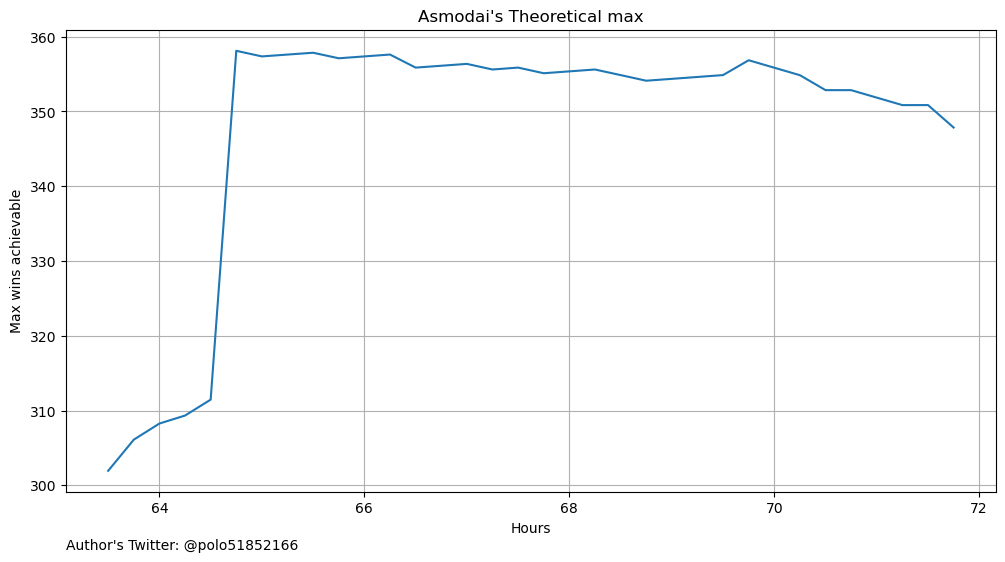 Asmodai's Theoretical max
360
350
340
330
320
310
300
Max wins achievable
64 66 68 70 72
Hours
Author's Twitter: @polo51852166